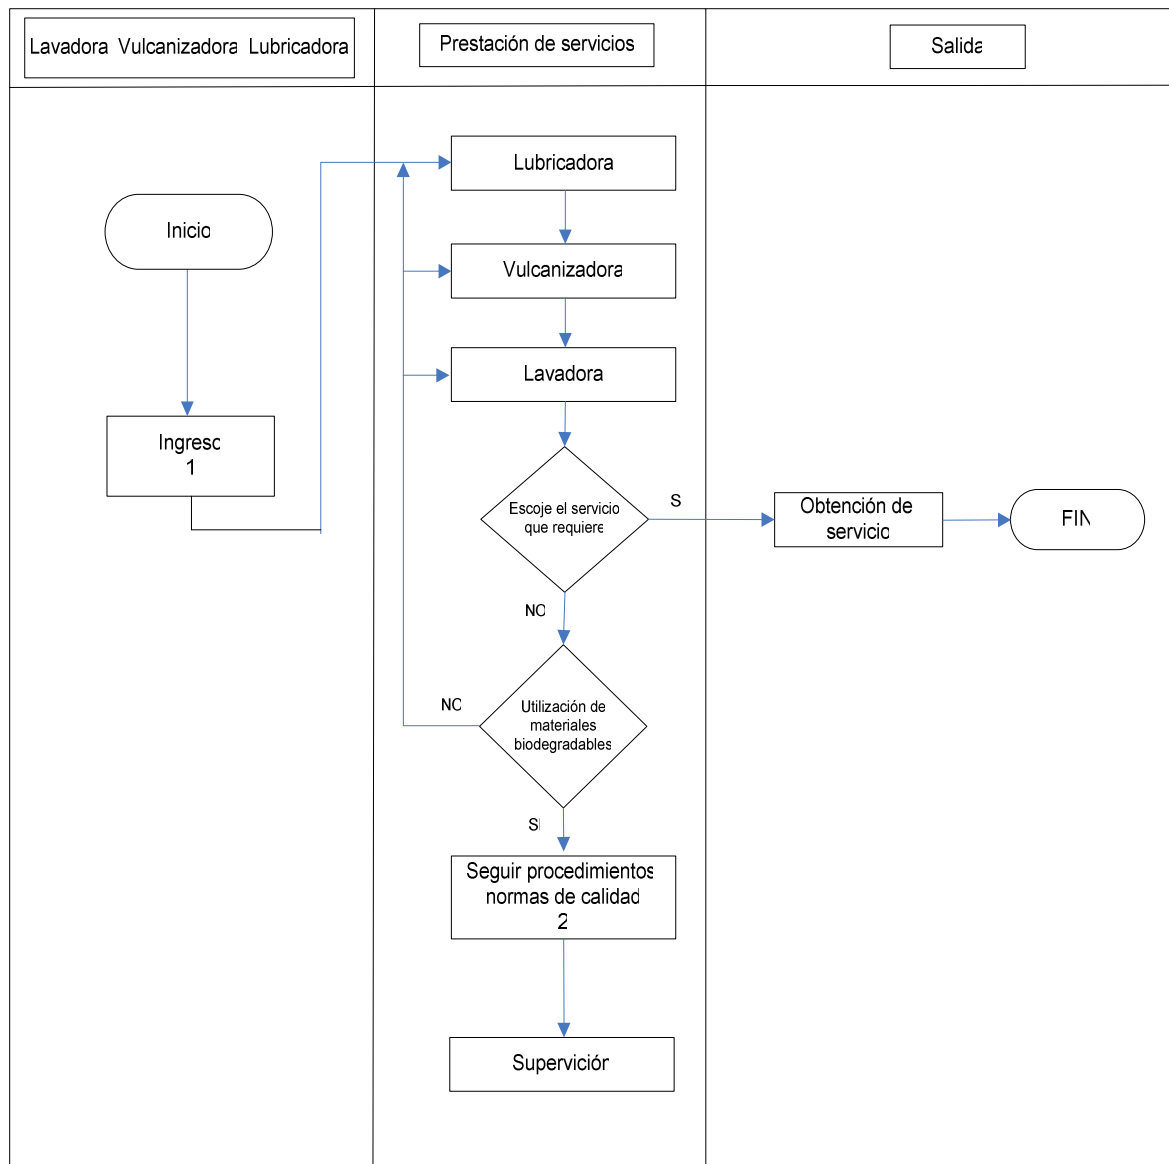 Lavadora Vulcanizadora Lubricadora
Prestación de servicios
Salida
Lubricadora
Inicio
Vulcanizadora
Lavadora
Ingreso
1
Escoje el servicio
que requiere
S
Obtención de
servicio
FIN
NO
NO
Utilización de
materiales
biodegradables
SI
Seguir procedimientos
normas de calidad
2
Supervición